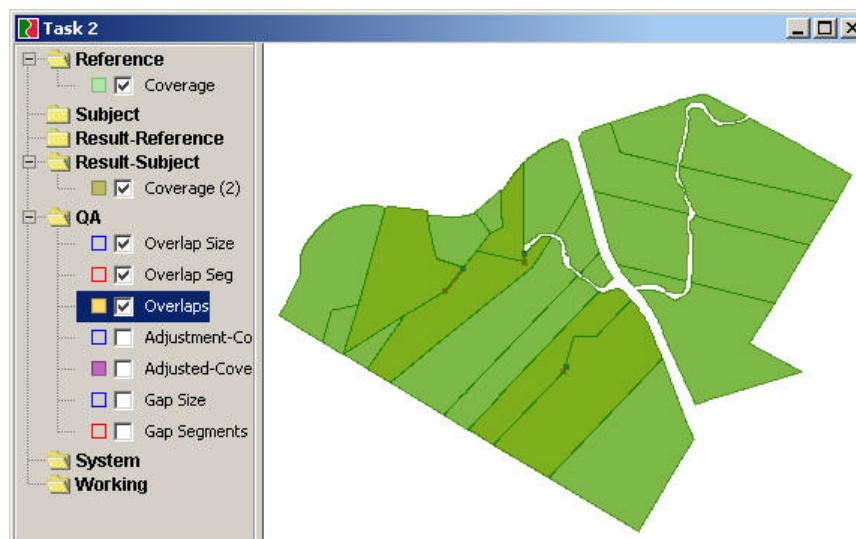 Task 2
Reference
Coverage
Subject
Result-Reference
Result-Subject
Coverage (2)
QA
Overlap Size
Overlap Seg
Overlaps
Adjustment-Co
Adjusted-Cove
Gap Size
Gap Segments
System
Working